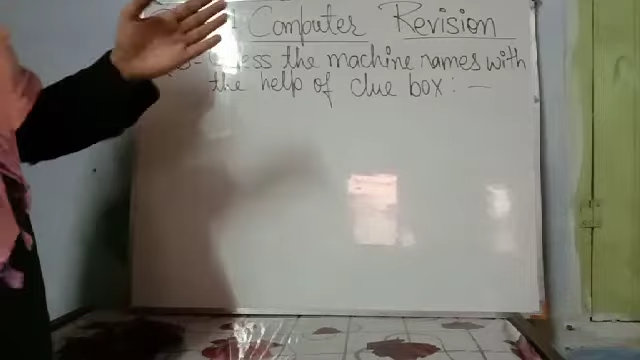 Computer Revision
Guess the machine names with
the help of clue box : —